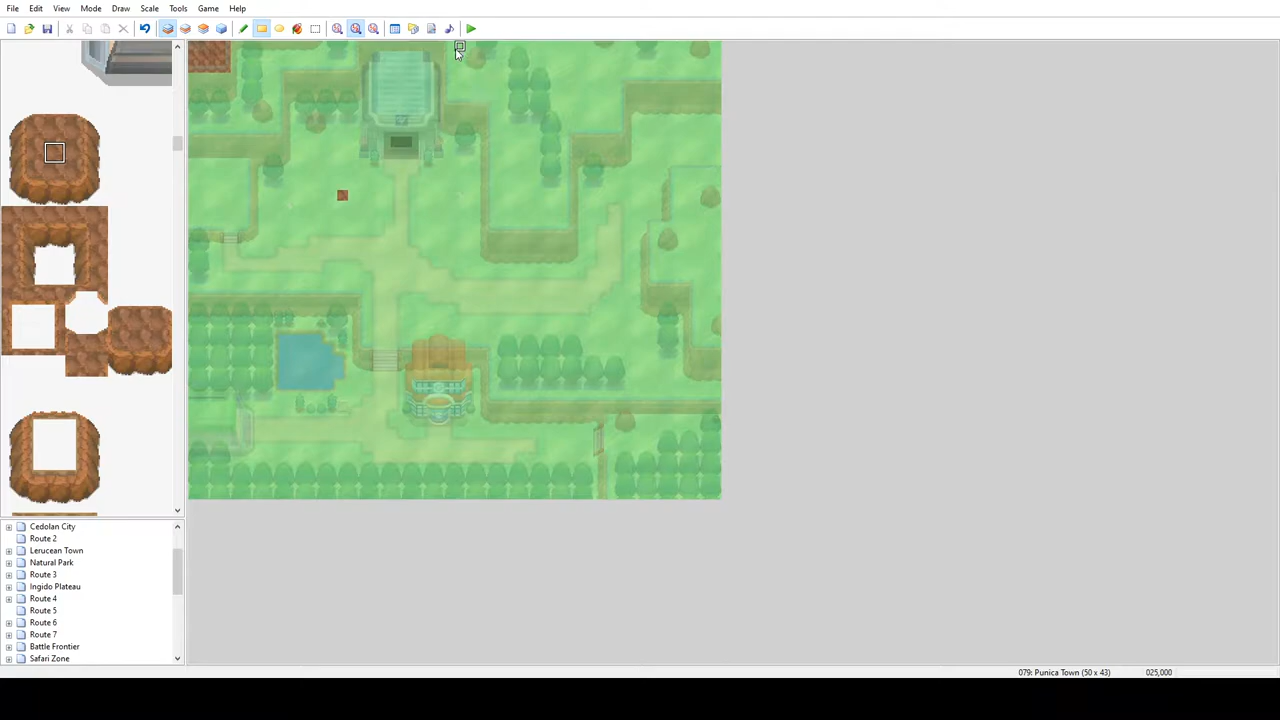 File Edit View Mode Draw Scale Tools Game Help
Cedolan City
Route 2
Lerucean Town
Natural Park
Route 3
Ingido Plateau
Route 4
Route 5
Route 6
Route 7
Battle Frontier
Safari Zone
079: Punica Town (50 x 43) 025,000